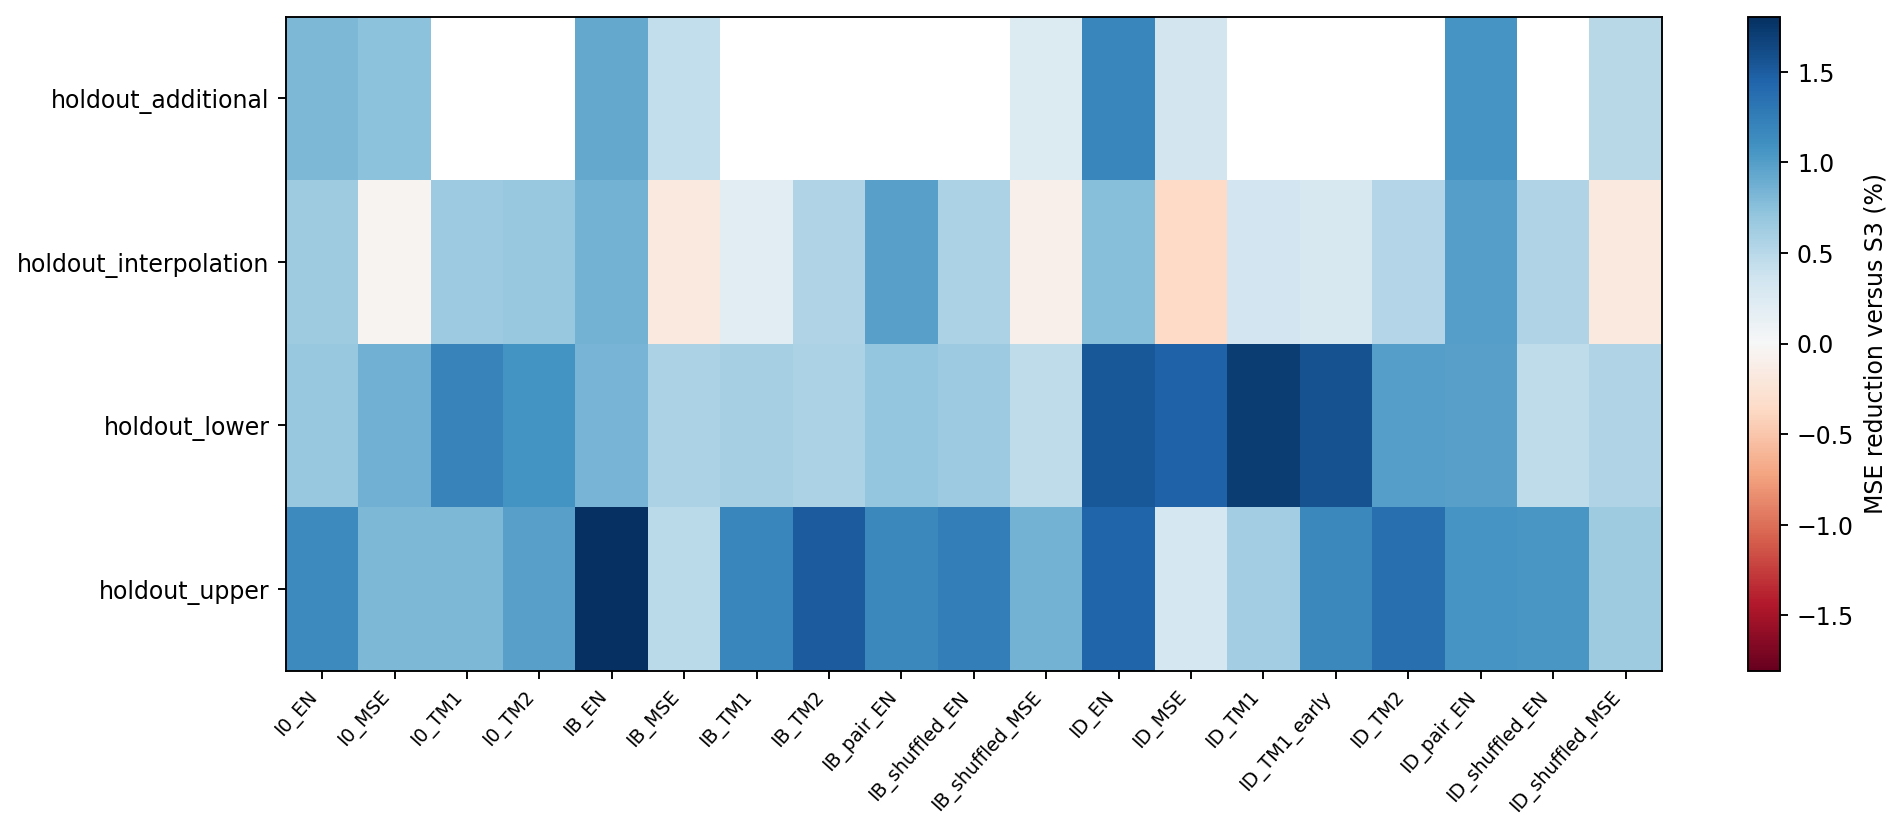 holdout_additional
holdout_interpolation
holdout_lower
holdout_upper
I0_EN
I0_MSE
I0_TM1
I0_TM2
IB_EN
IB_MSE
IB_TM1
IB_TM2
IB_pair_EN
IB_shuffled_EN
IB_shuffled_MSE
ID_EN
ID_MSE
ID_TM1
ID_TM1_early
ID_TM2
ID_pair_EN
ID_shuffled_EN
ID_shuffled_MSE
1.5
1.0
0.5
0.0
−0.5
−1.0
−1.5
MSE reduction versus S3 (%)